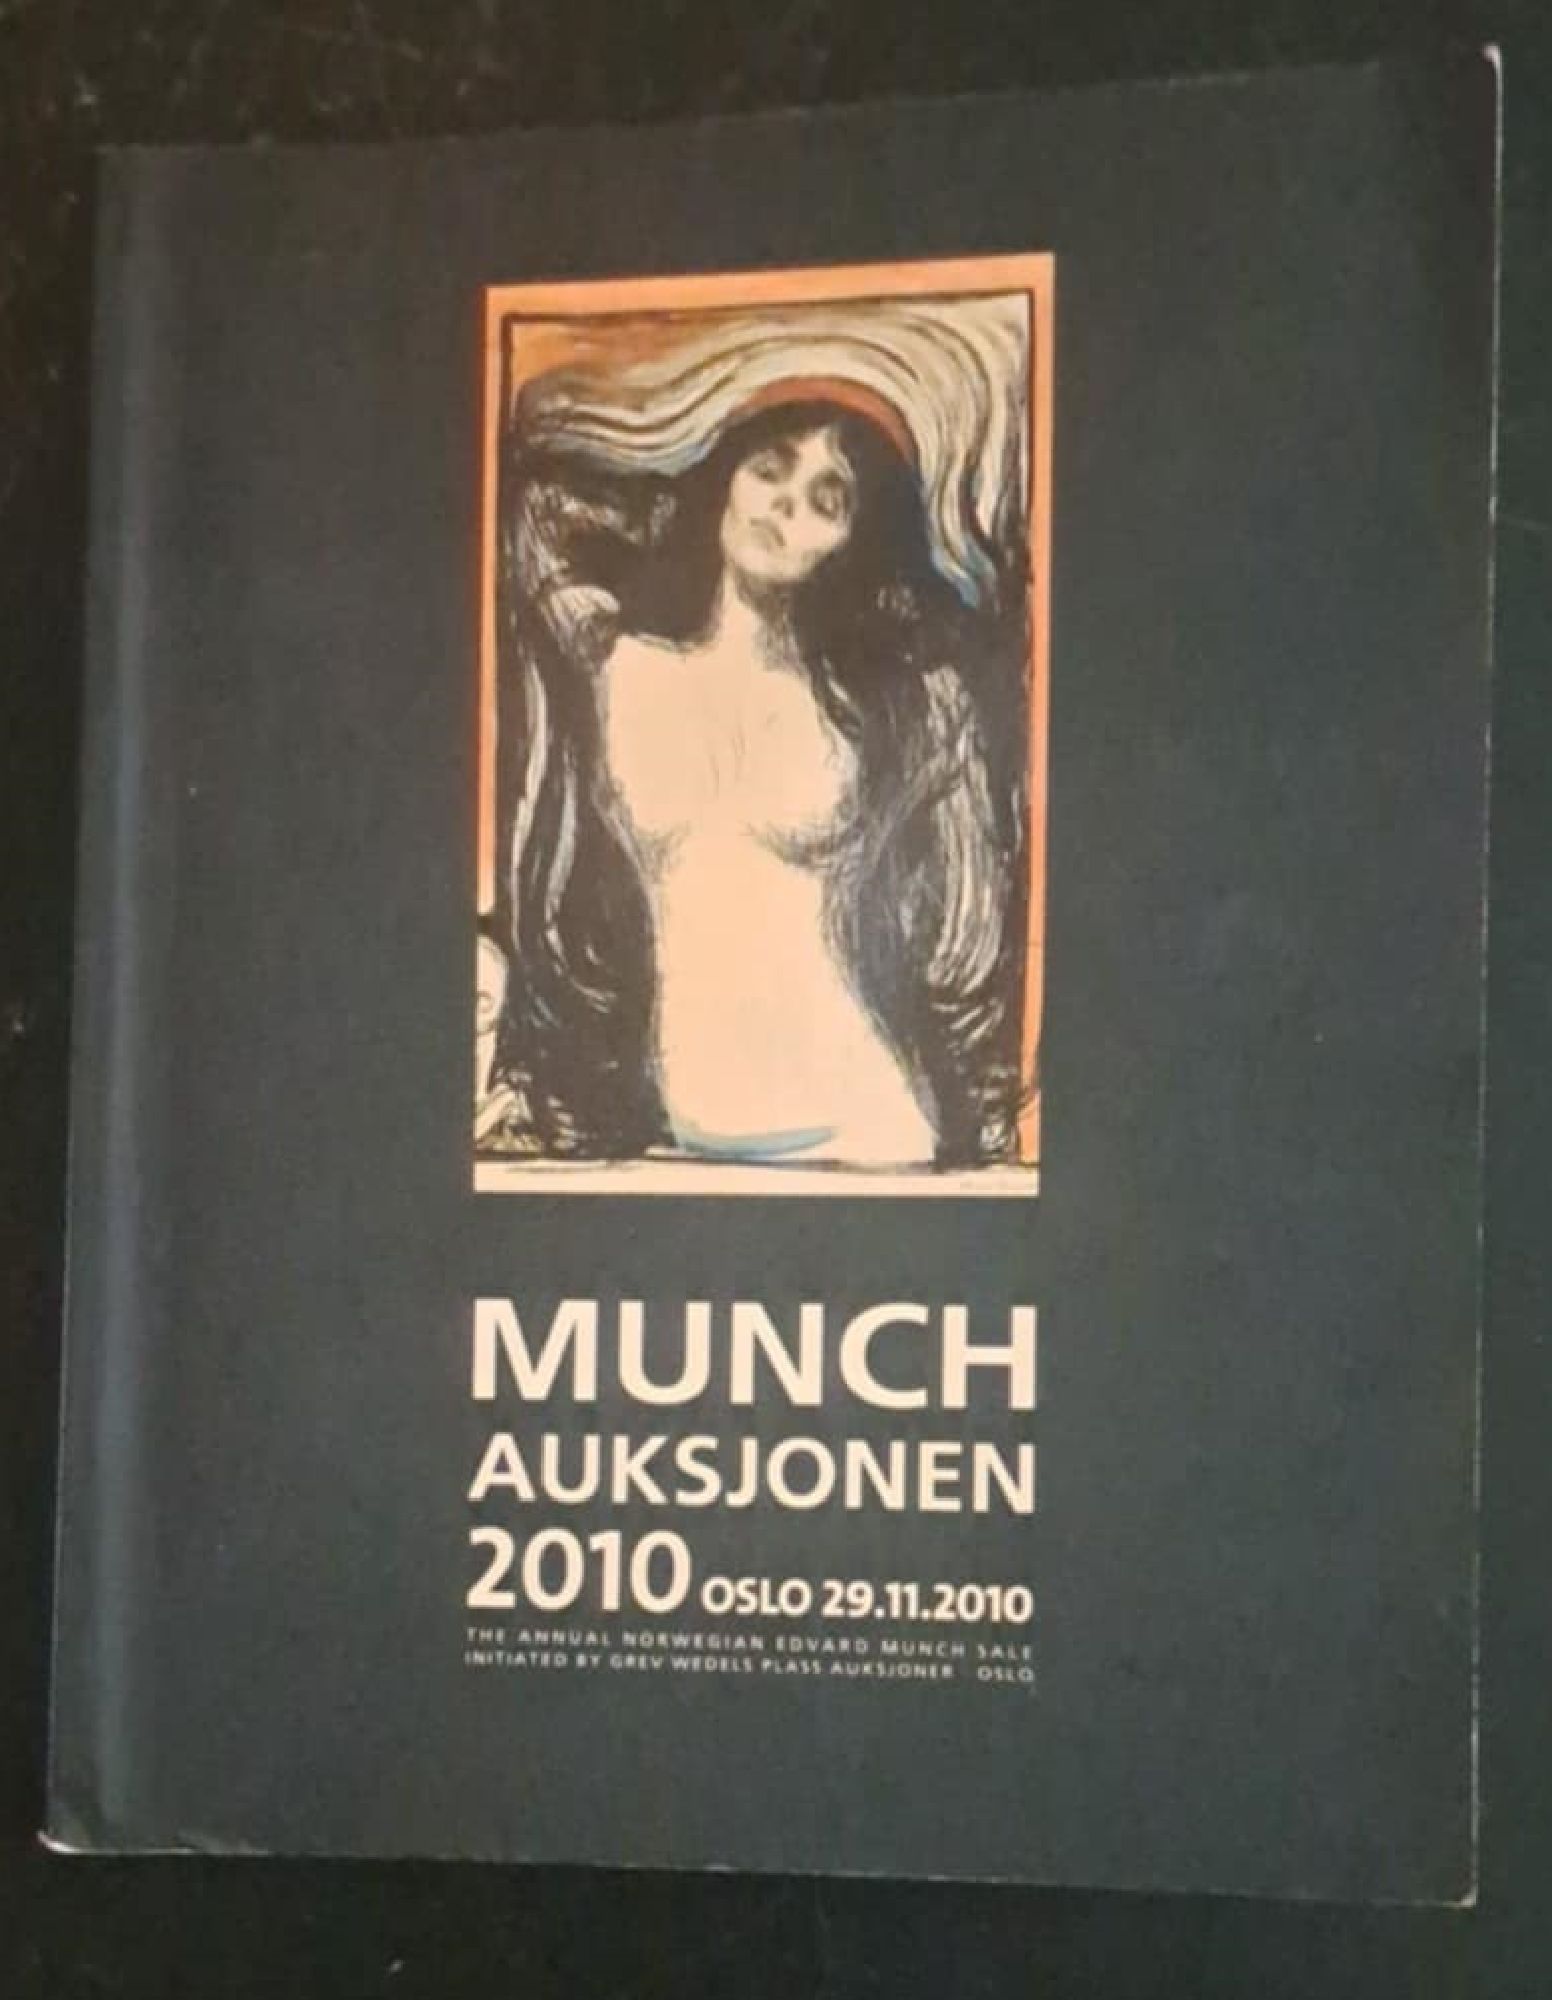 MUNCH
AUKSJONEN
2010 OSLO 29.11.2010
THE ANNUAL NORWEGIAN EDVARD MUNCH SALE
INITIATED BY GREV WEDELS PLASS AUKSJONER OSLO